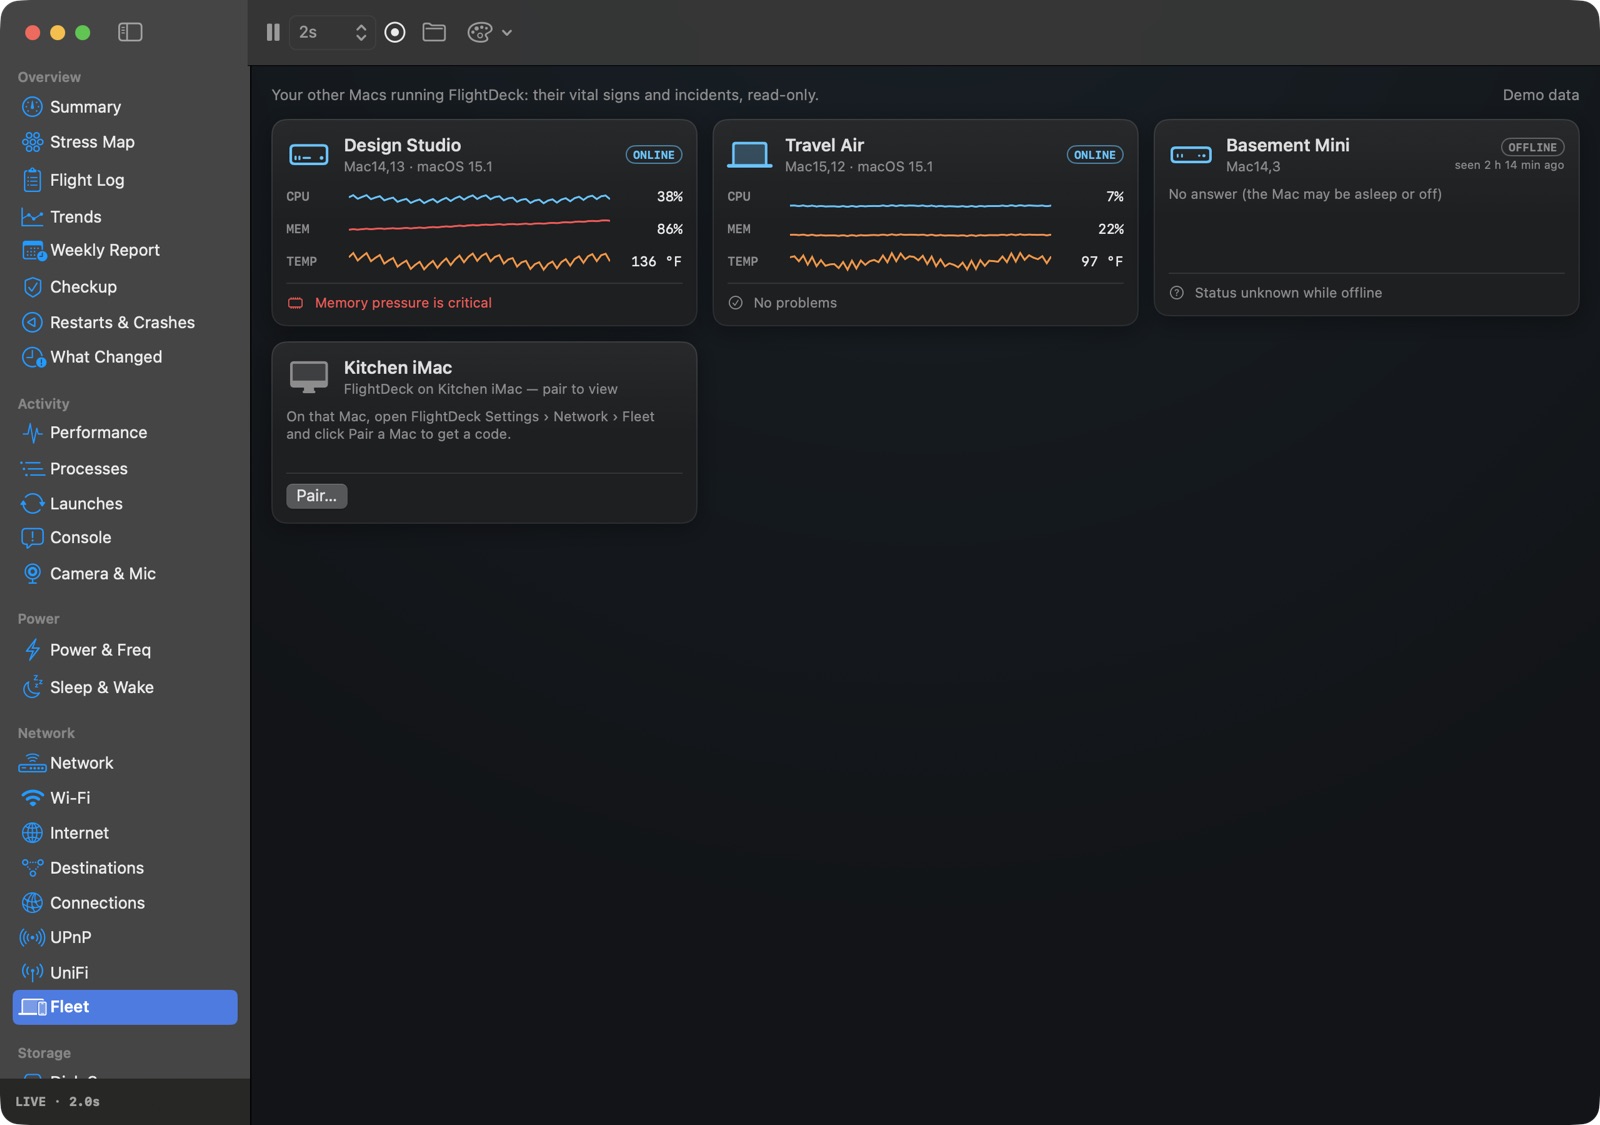 2s
Overview
Summary
Stress Map
Flight Log
Trends
Weekly Report
Checkup
Restarts & Crashes
What Changed
Activity
Performance
Processes
Launches
Console
Camera & Mic
Power
Power & Freq
Sleep & Wake
Network
Network
Wi-Fi
Internet
Destinations
Connections
UPnP
UniFi
Fleet
Storage
LIVE · 2.0s
Your other Macs running FlightDeck: their vital signs and incidents, read-only.
Demo data
Design Studio
Mac14,13 · macOS 15.1
ONLINE
CPU 38%
MEM 86%
TEMP 136 °F
Memory pressure is critical
Travel Air
Mac15,12 · macOS 15.1
ONLINE
CPU 7%
MEM 22%
TEMP 97 °F
No problems
Basement Mini
Mac14,3
OFFLINE
seen 2 h 14 min ago
No answer (the Mac may be asleep or off)
Status unknown while offline
Kitchen iMac
FlightDeck on Kitchen iMac — pair to view
On that Mac, open FlightDeck Settings › Network › Fleet
and click Pair a Mac to get a code.
Pair...